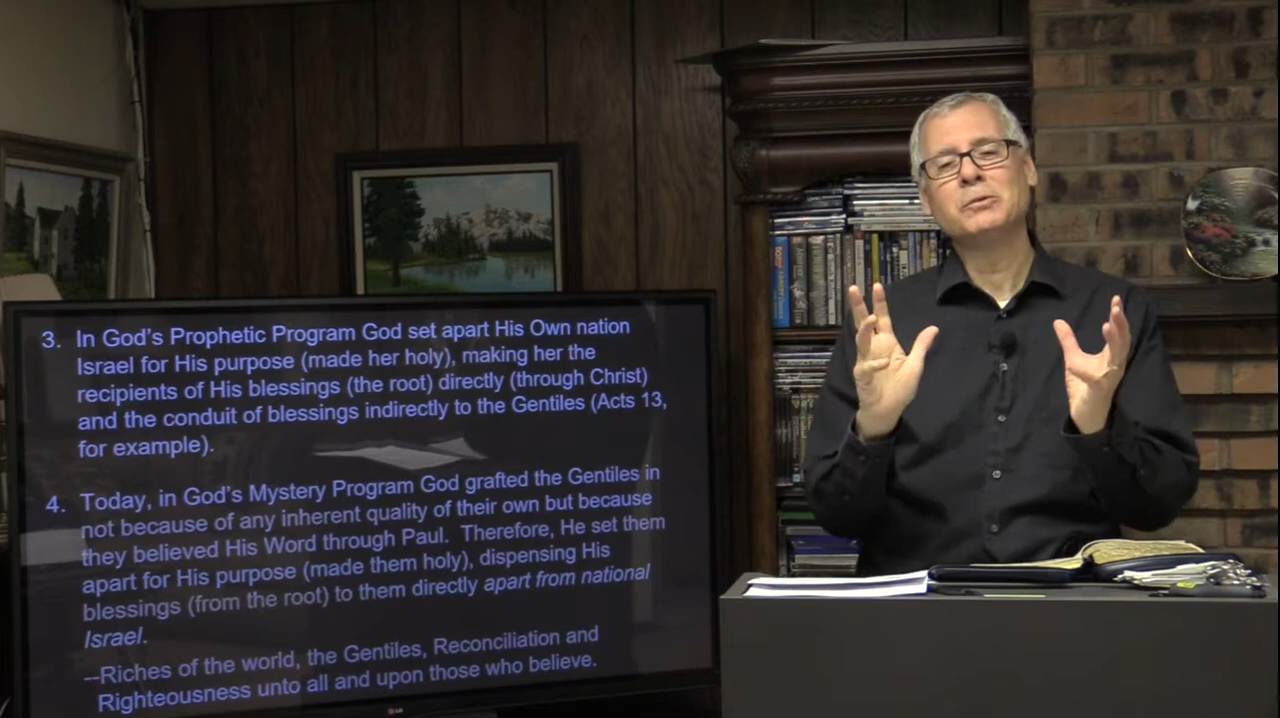 3. In God's Prophetic Program God set apart His Own nation
Israel for His purpose (made her holy), making her the
recipients of His blessings (the root) directly (through Christ)
and the conduit of blessings indirectly to the Gentiles (Acts 13,
for example).
4. Today, in God's Mystery Program God grafted the Gentiles in
not because of any inherent quality of their own but because
they believed His Word through Paul. Therefore, He set them
apart for His purpose (made them holy), dispensing His
blessings (from the root) to them directly apart from national
Israel.
--Riches of the world, the Gentiles, Reconciliation and
Righteousness unto all and upon those who believe.
LG